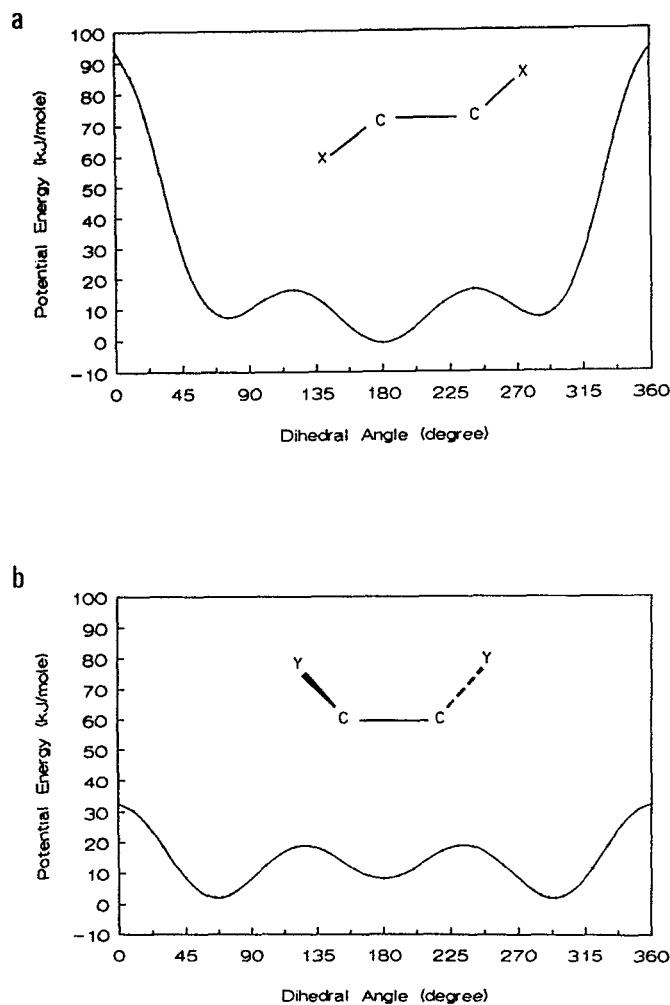 a
Potential Energy (kJ/mole)
100
90
80
70
60
50
40
30
20
10
0
-10
X
C
C
X
0 45 90 135 180 225 270 315 360
Dihedral Angle (degree)
b
Potential Energy (kJ/mole)
100
90
80
70
60
50
40
30
20
10
0
-10
Y
Y
C
C
0 45 90 135 180 225 270 315 360
Dihedral Angle (degree)